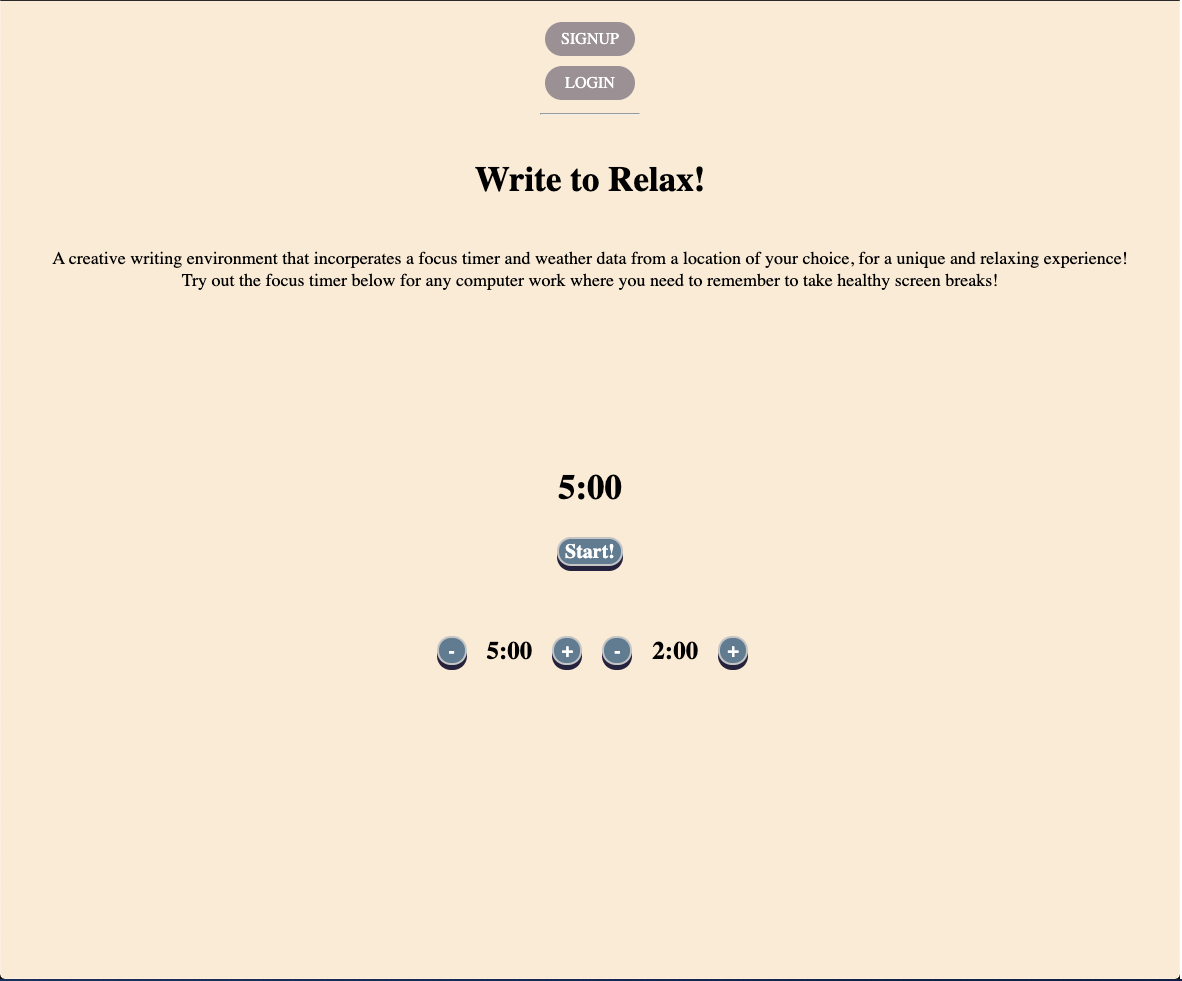 SIGNUP
LOGIN
Write to Relax!
A creative writing environment that incorperates a focus timer and weather data from a location of your choice, for a unique and relaxing experience!
Try out the focus timer below for any computer work where you need to remember to take healthy screen breaks!
5:00
Start!
- 5:00 + - 2:00 +